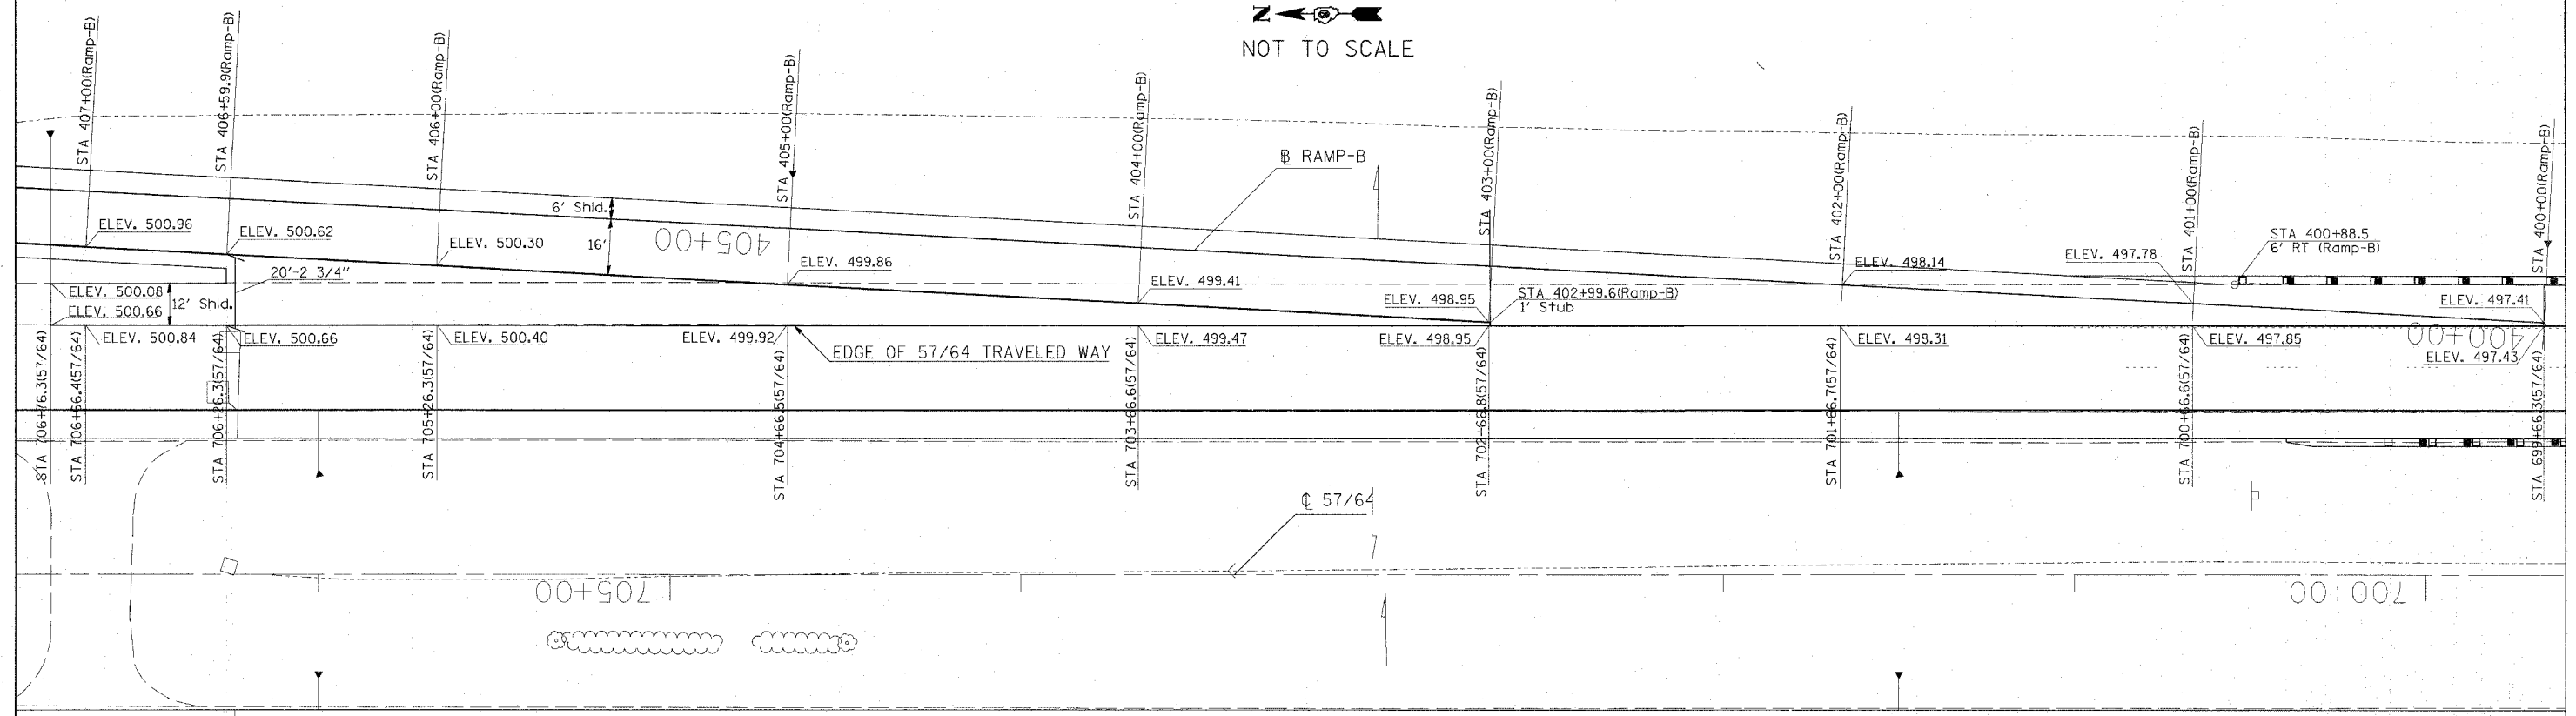 N
NOT TO SCALE
STA 407+00(Ramp-B)
STA 406+59.9(Ramp-B)
STA 406+00(Ramp-B)
STA 405+00(Ramp-B)
STA 404+00(Ramp-B)
STA 403+00(Ramp-B)
STA 402+00(Ramp-B)
STA 401+00(Ramp-B)
STA 400+00(Ramp-B)
℄ RAMP-B
6' Shld.
16'
405+00
STA 400+88.5
6' RT (Ramp-B)
ELEV. 500.96
ELEV. 500.62
ELEV. 500.30
ELEV. 499.86
ELEV. 499.41
ELEV. 498.95
STA 402+99.6(Ramp-B)
1' Stub
ELEV. 498.14
ELEV. 497.78
ELEV. 497.41
20'-2 3/4"
ELEV. 500.08
12' Shld.
ELEV. 500.66
ELEV. 500.84
ELEV. 500.66
ELEV. 500.40
ELEV. 499.92
EDGE OF 57/64 TRAVELED WAY
ELEV. 499.47
ELEV. 498.95
ELEV. 498.31
ELEV. 497.85
400+00
ELEV. 497.43
STA 706+76.3(57/64)
STA 706+66.4(57/64)
STA 706+26.3(57/64)
STA 705+26.3(57/64)
STA 704+66.5(57/64)
STA 703+66.6(57/64)
STA 702+66.8(57/64)
STA 701+66.7(57/64)
STA 700+66.6(57/64)
STA 699+66.3(57/64)
℄ 57/64
705+00
700+00